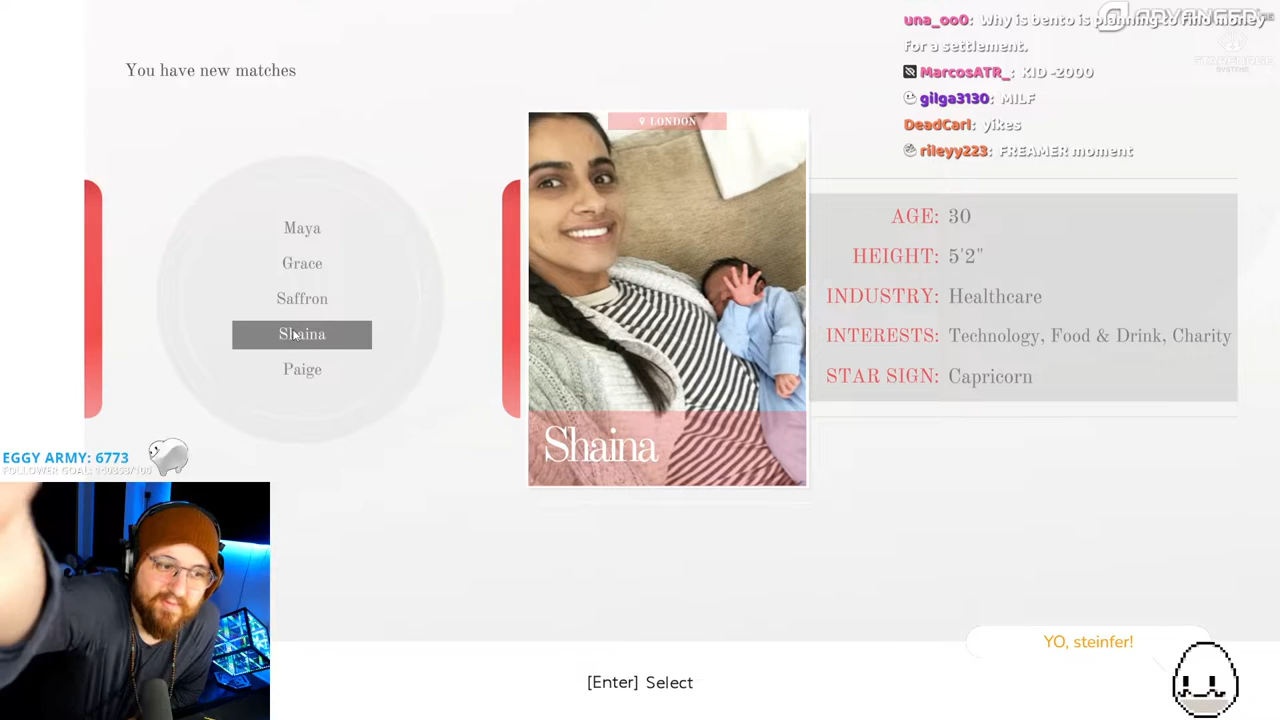 una_oo0: Why is bento is planning to Find money
For a settlement.
You have new matches
MarcosATR_: KID -2000
gilga3130: MILF
LONDON
DeadCarl: yikes
rileyy223: FREAMER moment
Maya
Grace
Saffron
Shaina
Paige
AGE: 30
HEIGHT: 5'2"
INDUSTRY: Healthcare
INTERESTS: Technology, Food & Drink, Charity
STAR SIGN: Capricorn
Shaina
EGGY ARMY: 6773
YO, steinfer!
[Enter] Select